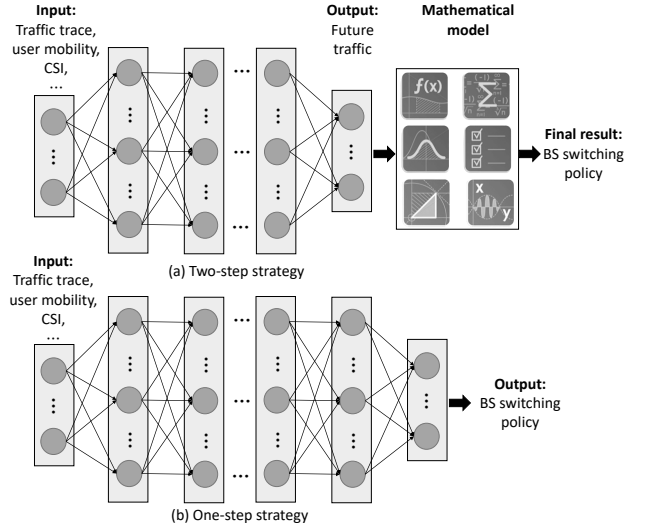 Input:
Traffic trace,
user mobility,
CSI,
...
Output:
Future
traffic
Mathematical
model
f(x)
X
y
Final result:
BS switching
policy
(a) Two-step strategy
Input:
Traffic trace,
user mobility,
CSI,
...
Output:
BS switching
policy
(b) One-step strategy